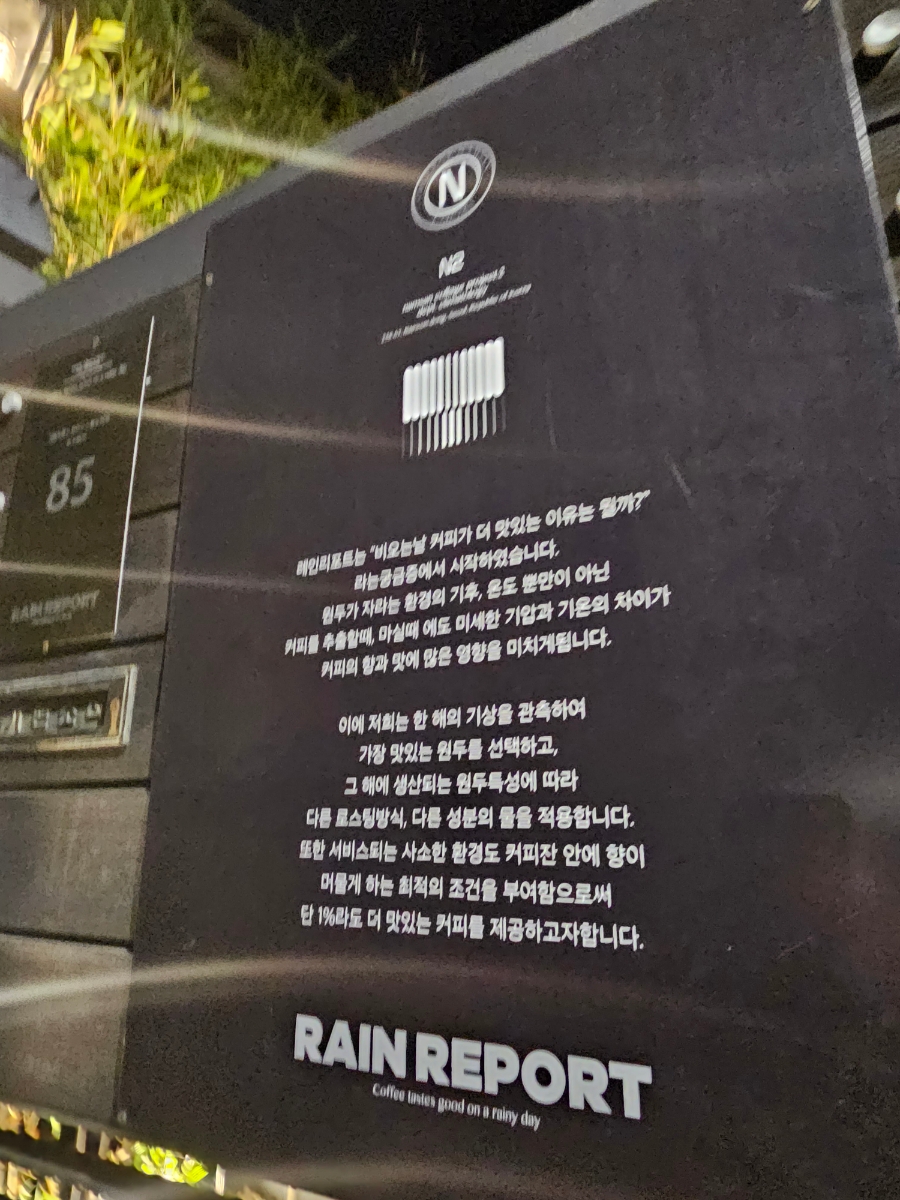 N
N2
85
RAIN REPORT
레인리포트는 "비오는날 커피가 더 맛있는 이유는 뭘까?"
라는궁금증에서 시작하였습니다.
원두가 자라는 환경의 기후, 온도 뿐만이 아닌
커피를 추출할때, 마실때 에도 미세한 기압과 기온의 차이가
커피의 향과 맛에 많은 영향을 미치게됩니다.
이에 저희는 한 해의 기상을 관측하여
가장 맛있는 원두를 선택하고,
그 해에 생산되는 원두특성에 따라
다른 로스팅방식, 다른 성분의 물을 적용합니다.
또한 서비스되는 사소한 환경도 커피잔 안에 향이
머물게 하는 최적의 조건을 부여함으로써
단 1%라도 더 맛있는 커피를 제공하고자합니다.
RAIN REPORT
Coffee tastes good on a rainy day